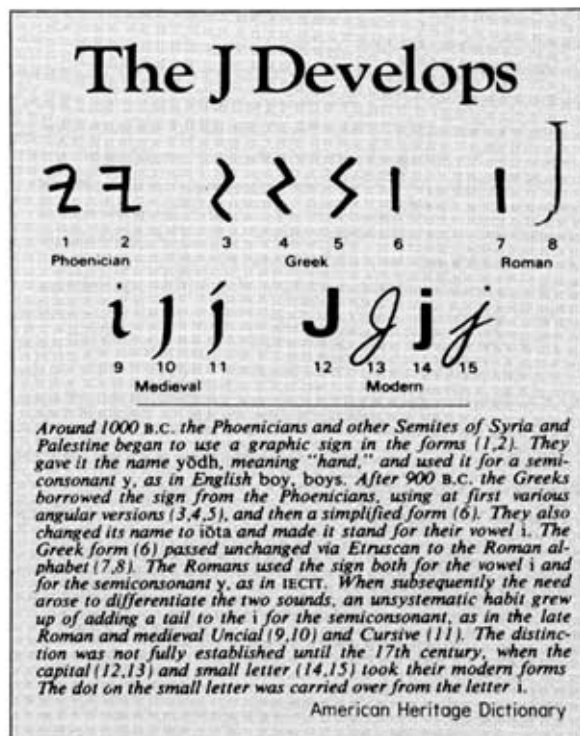 The J Develops
1 2 3 4 5 6 7 8
Phoenician Greek Roman
9 10 11 12 13 14 15
Medieval Modern
Around 1000 B.C. the Phoenicians and other Semites of Syria and
Palestine began to use a graphic sign in the forms (1,2). They
gave it the name yōdh, meaning "hand," and used it for a semi-
consonant y, as in English boy, boys. After 900 B.C. the Greeks
borrowed the sign from the Phoenicians, using at first various
angular versions (3,4,5), and then a simplified form (6). They also
changed its name to iōta and made it stand for their vowel i. The
Greek form (6) passed unchanged via Etruscan to the Roman al-
phabet (7,8). The Romans used the sign both for the vowel i and
for the semiconsonant y, as in IECIT. When subsequently the need
arose to differentiate the two sounds, an unsystematic habit grew
up of adding a tail to the i for the semiconsonant, as in the late
Roman and medieval Uncial (9,10) and Cursive (11). The distinc-
tion was not fully established until the 17th century, when the
capital (12,13) and small letter (14,15) took their modern forms
The dot on the small letter was carried over from the letter i.
American Heritage Dictionary